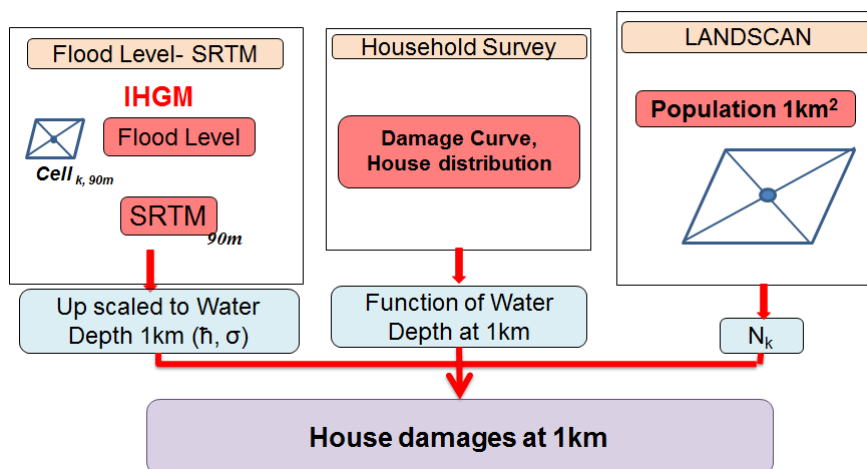 Flood Level- SRTM
IHGM
Flood Level
Cell k, 90m
SRTM
90m
Up scaled to Water
Depth 1km (ħ, σ)
Household Survey
Damage Curve,
House distribution
Function of Water
Depth at 1km
LANDSCAN
Population 1km²
Nₖ
House damages at 1km